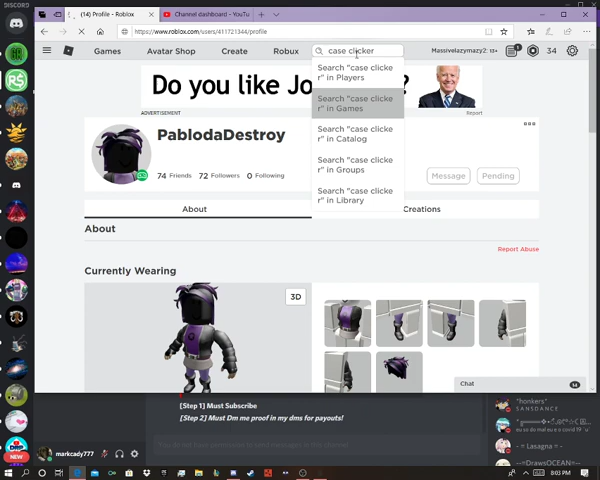 DISCORD
(14) Profile - Roblox
Channel dashboard - YouTu
https://www.roblox.com/users/411721344/profile
Games
Avatar Shop
Create
Robux
case clicker
Massivelazymazy2: 13+
34
Search "case clicke
r" in Players
Search "case clicke
r" in Games
Search "case clicke
r" in Catalog
Search "case clicke
r" in Groups
Search "case clicke
r" in Library
Do you like Jo
?
ADVERTISEMENT
Report
PablodaDestroy
74 Friends
72 Followers
0 Following
Message
Pending
About
Creations
About
Report Abuse
Currently Wearing
3D
Chat
14
[Step 1] Must Subscribe
[Step 2] Must Dm me proof in my dms for payouts!
"honkers"
SANSDANCE
- = Lasagna = -
--=DrawsOCEAN=--
NEW
markcady777
8:03 PM